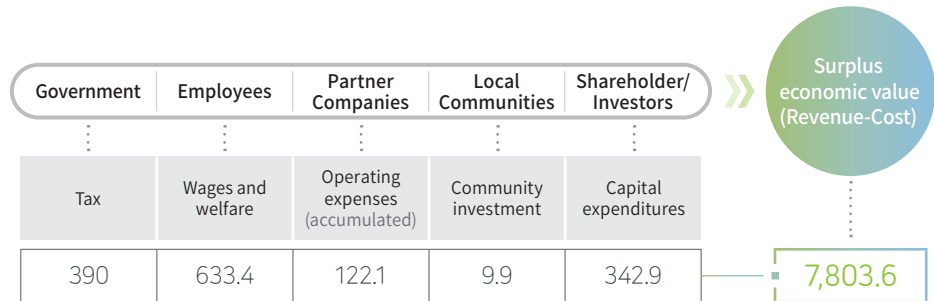 Government
Employees
Partner
Companies
Local
Communities
Shareholder/
Investors
Surplus
economic value
(Revenue-Cost)
Tax
Wages and
welfare
Operating
expenses
(accumulated)
Community
investment
Capital
expenditures
390
633.4
122.1
9.9
342.9
7,803.6